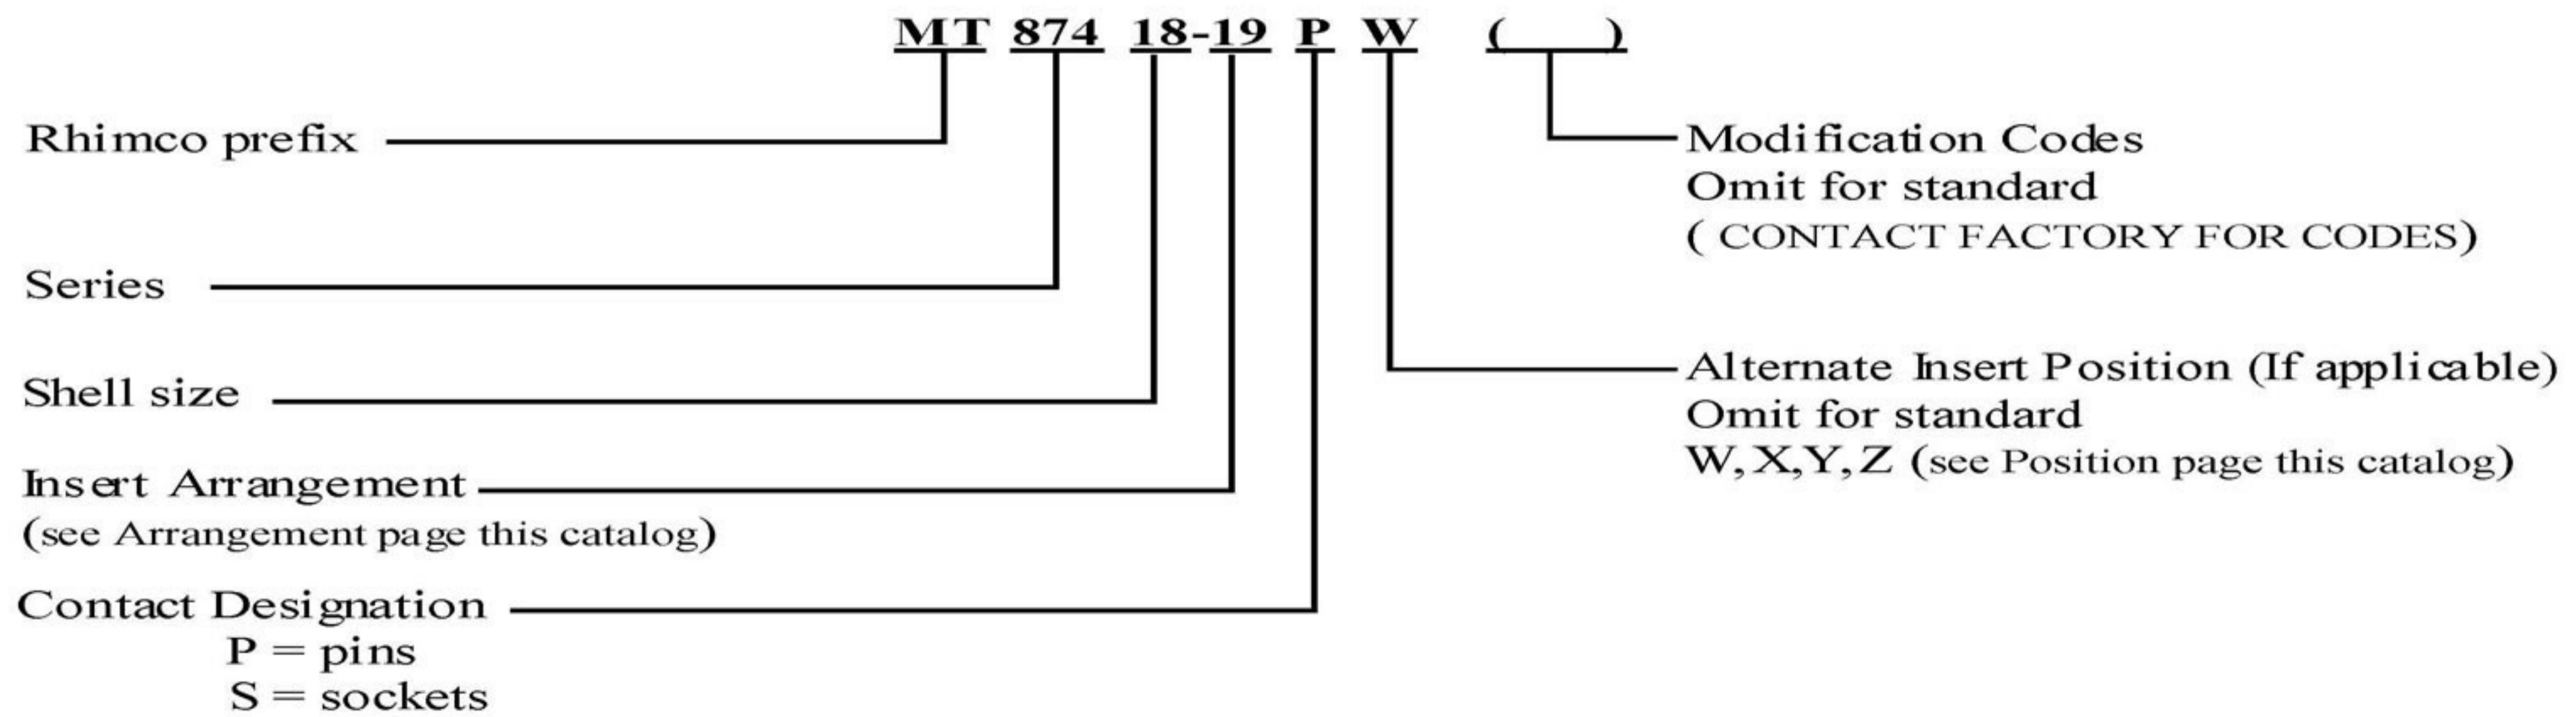 MT 874 18-19 P W ( )
Rhimco prefix
Series
Shell size
Insert Arrangement
(see Arrangement page this catalog)
Contact Designation
P = pins
S = sockets
Modification Codes
Omit for standard
( CONTACT FACTORY FOR CODES)
Alternate Insert Position (If applicable)
Omit for standard
W,X,Y,Z (see Position page this catalog)